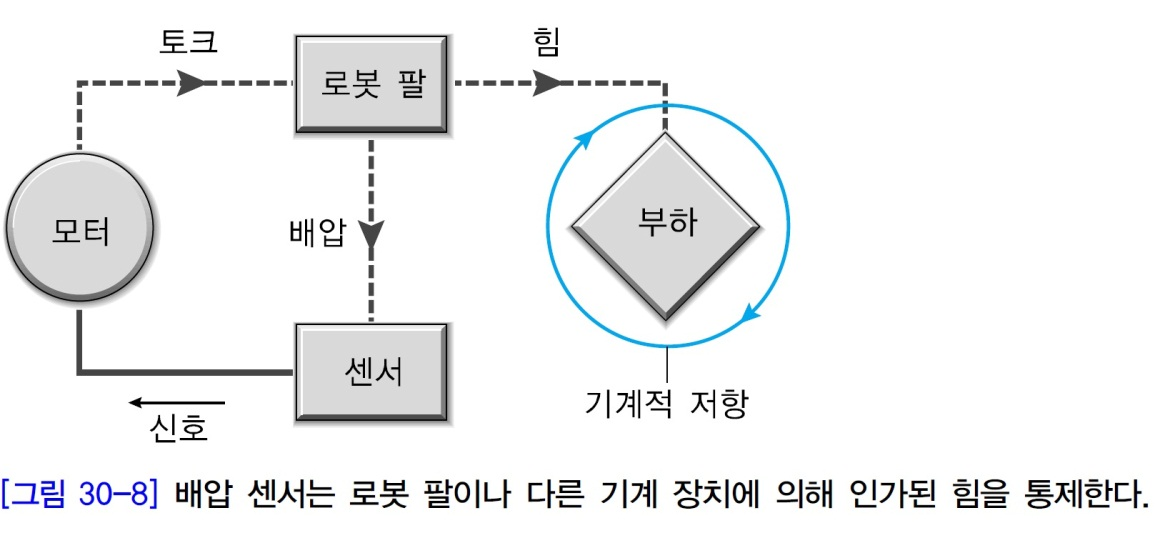 토크
힘
로봇 팔
모터
배압
부하
센서
기계적 저항
신호
[그림 30-8] 배압 센서는 로봇 팔이나 다른 기계 장치에 의해 인가된 힘을 통제한다.